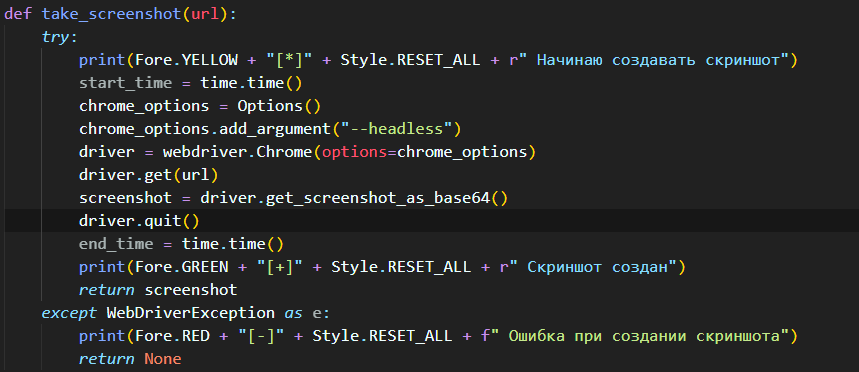 def take_screenshot(url):
    try:
        print(Fore.YELLOW + "[*]" + Style.RESET_ALL + r" Начинаю создавать скриншот")
        start_time = time.time()
        chrome_options = Options()
        chrome_options.add_argument("--headless")
        driver = webdriver.Chrome(options=chrome_options)
        driver.get(url)
        screenshot = driver.get_screenshot_as_base64()
        driver.quit()
        end_time = time.time()
        print(Fore.GREEN + "[+]" + Style.RESET_ALL + r" Скриншот создан")
        return screenshot
    except WebDriverException as e:
        print(Fore.RED + "[-]" + Style.RESET_ALL + f" Ошибка при создании скриншота")
        return None